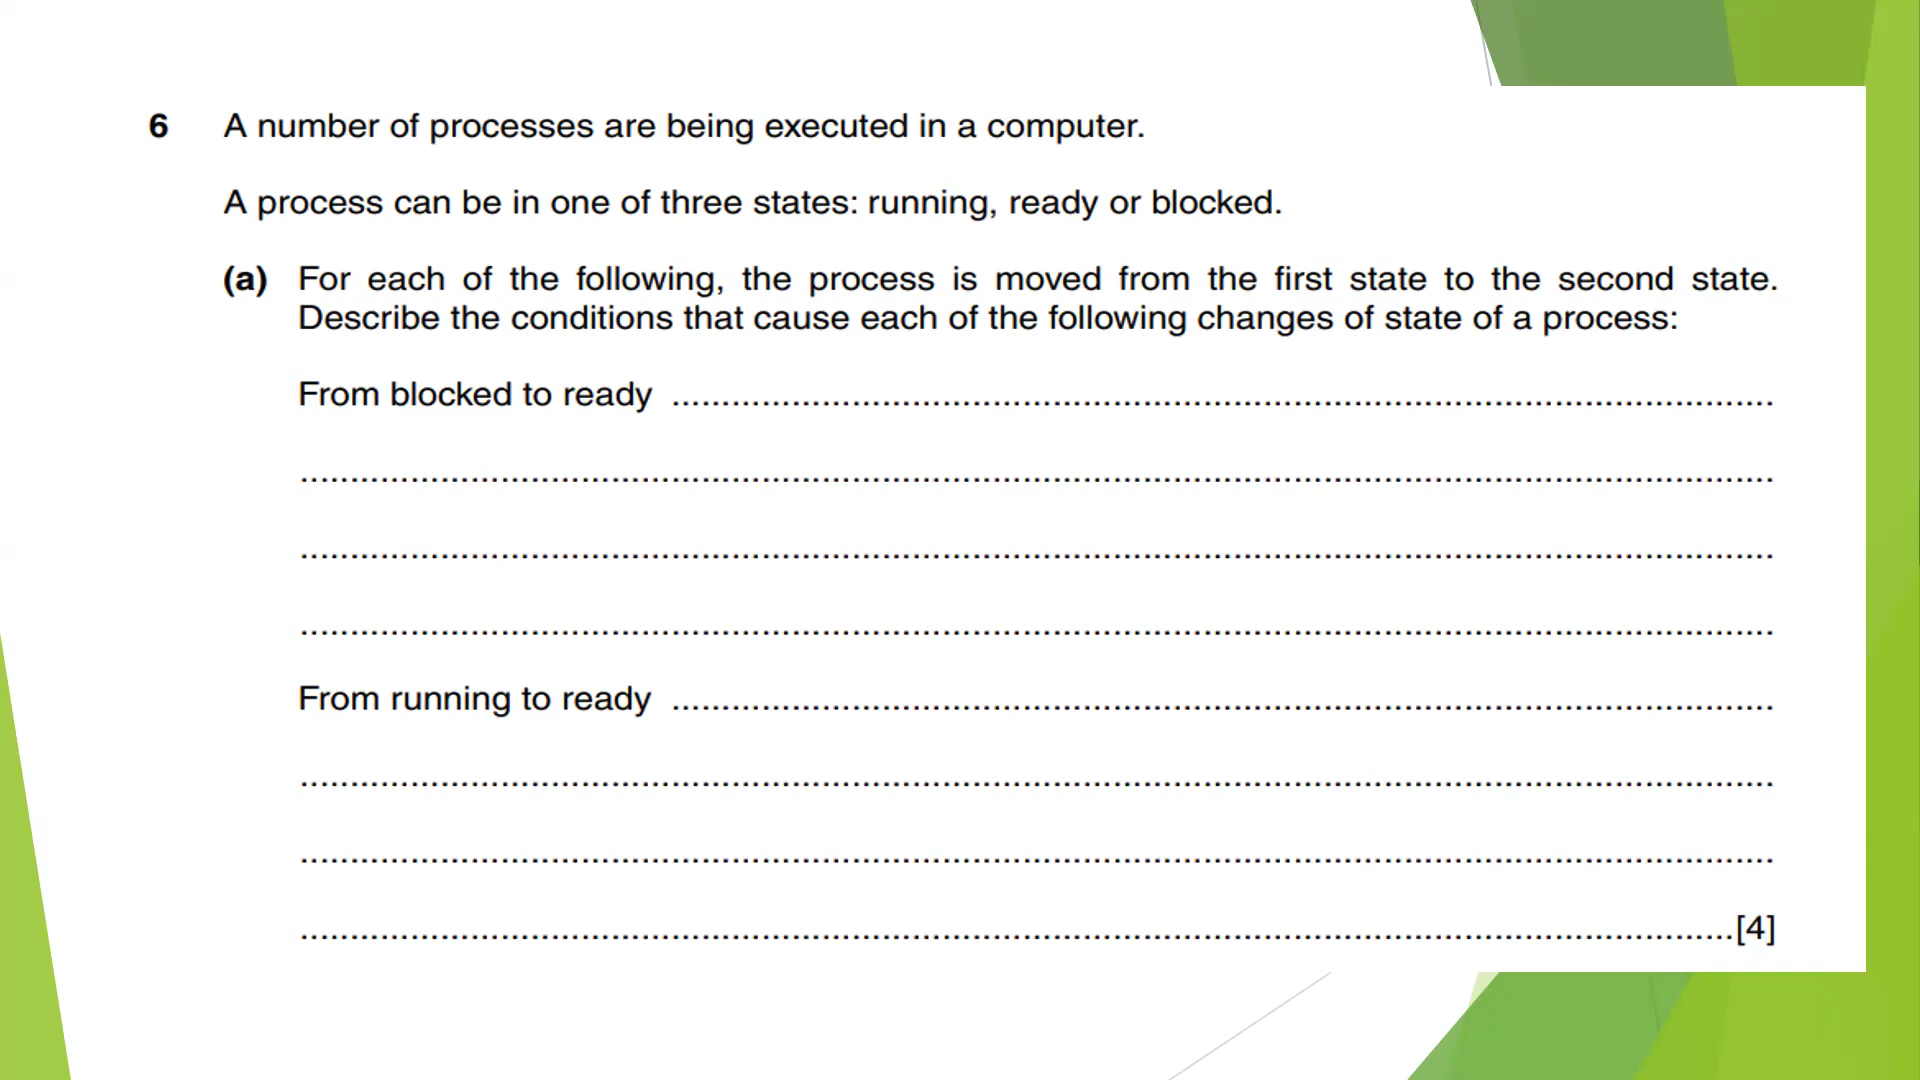 6 A number of processes are being executed in a computer.
A process can be in one of three states: running, ready or blocked.
(a) For each of the following, the process is moved from the first state to the second state.
Describe the conditions that cause each of the following changes of state of a process:
From blocked to ready ..............................................................................................................
....................................................................................................................................................
....................................................................................................................................................
....................................................................................................................................................
From running to ready ..............................................................................................................
....................................................................................................................................................
....................................................................................................................................................
................................................................................................................................................[4]